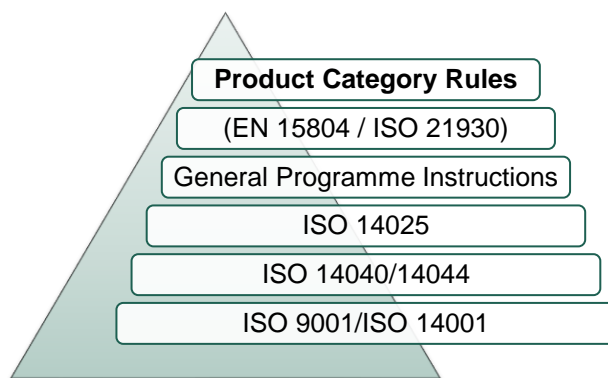 Product Category Rules
(EN 15804 / ISO 21930)
General Programme Instructions
ISO 14025
ISO 14040/14044
ISO 9001/ISO 14001